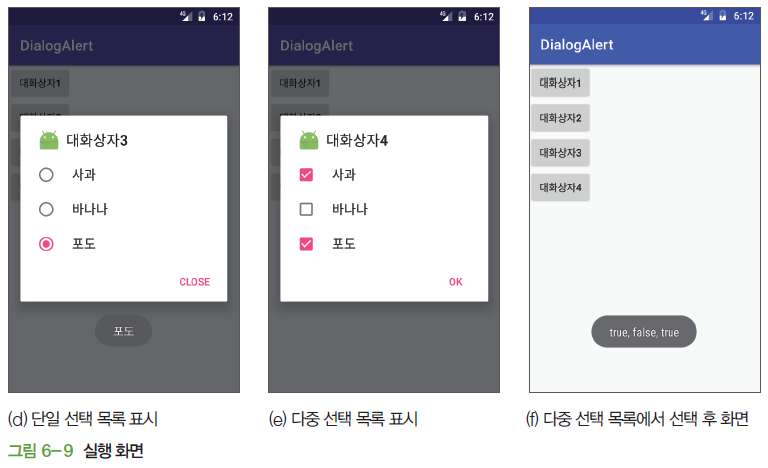 4G 6:12
DialogAlert
대화상자1
대화상자3
사과
바나나
포도
CLOSE
포도
(d) 단일 선택 목록 표시
4G 6:12
DialogAlert
대화상자1
대화상자4
사과
바나나
포도
OK
(e) 다중 선택 목록 표시
4G 6:12
DialogAlert
대화상자1
대화상자2
대화상자3
대화상자4
true, false, true
(f) 다중 선택 목록에서 선택 후 화면
그림 6-9 실행 화면